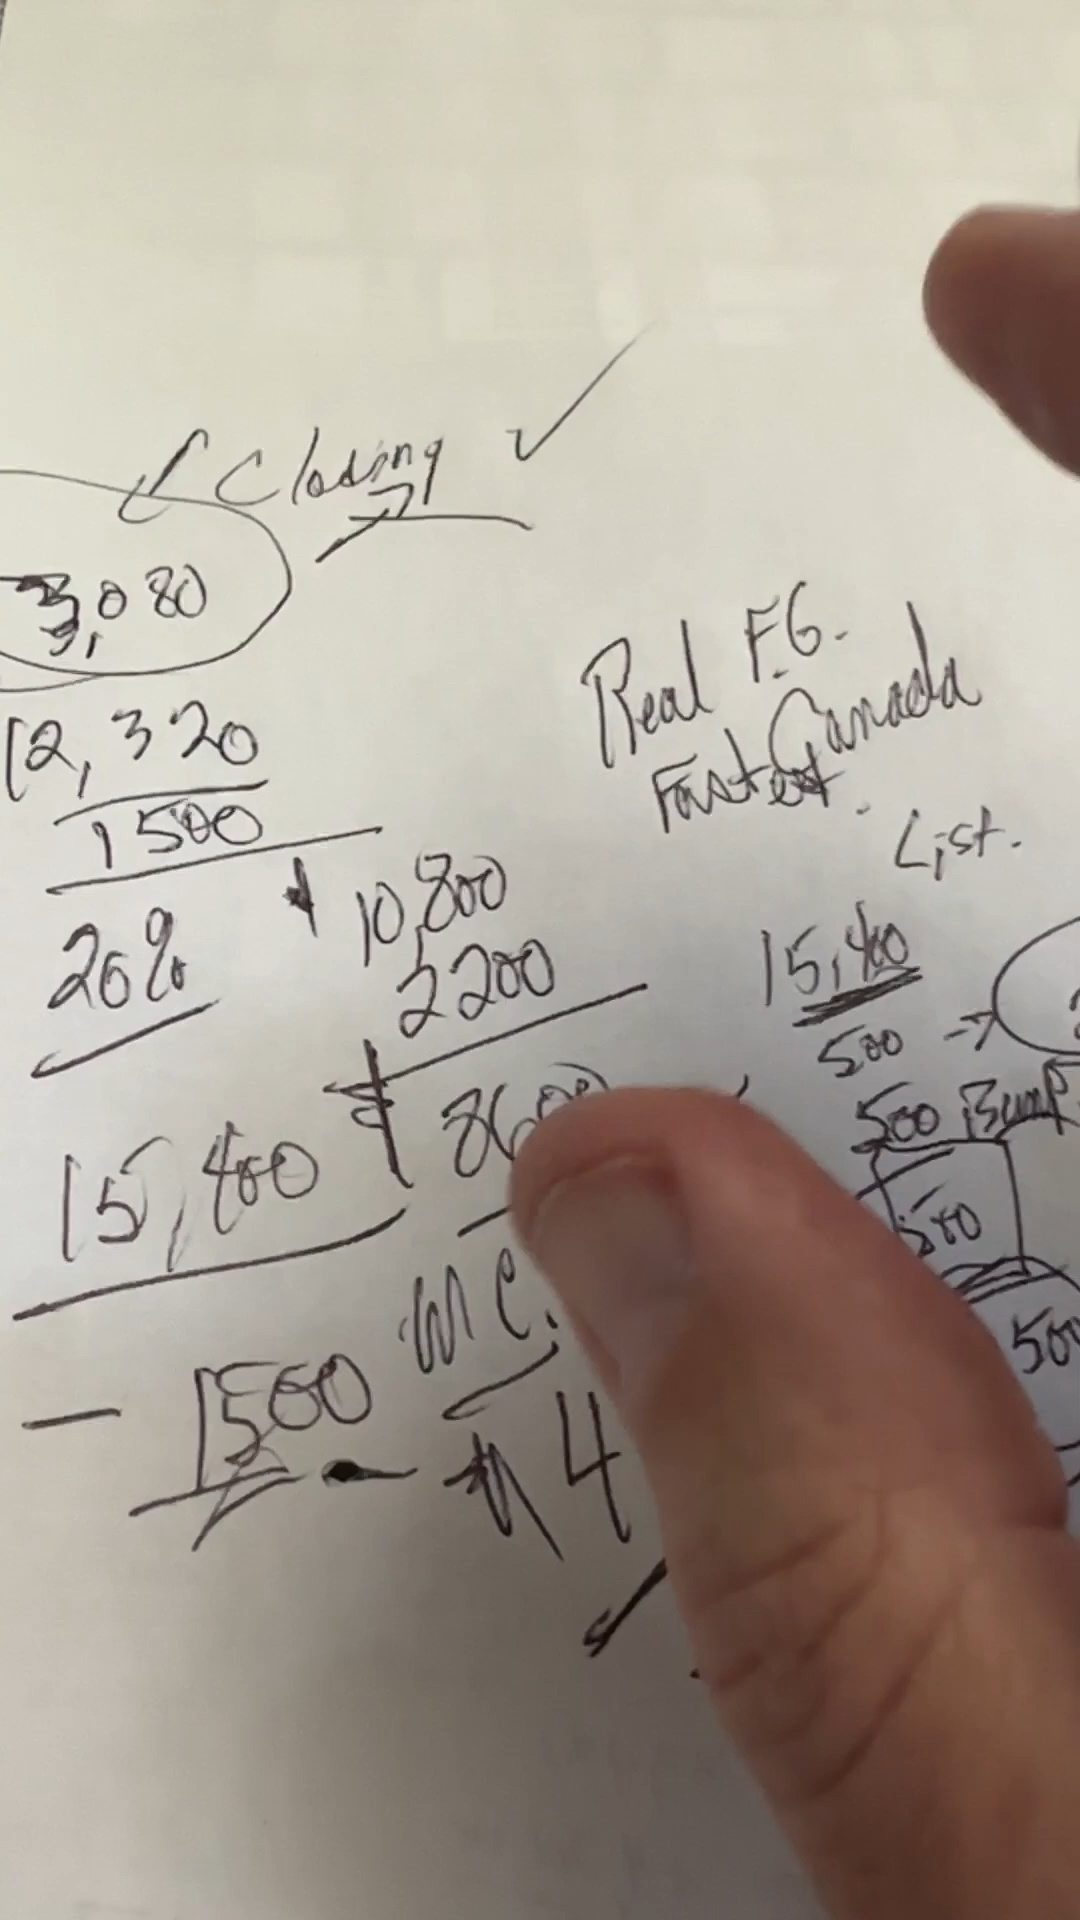 Closing
3,080
12,320
1500
20%
10,800
2200
Real F.G.
Canada
Fastest.
List.
15,400
500
500 Bump
500
500
15,400
- 1500
M C.
4